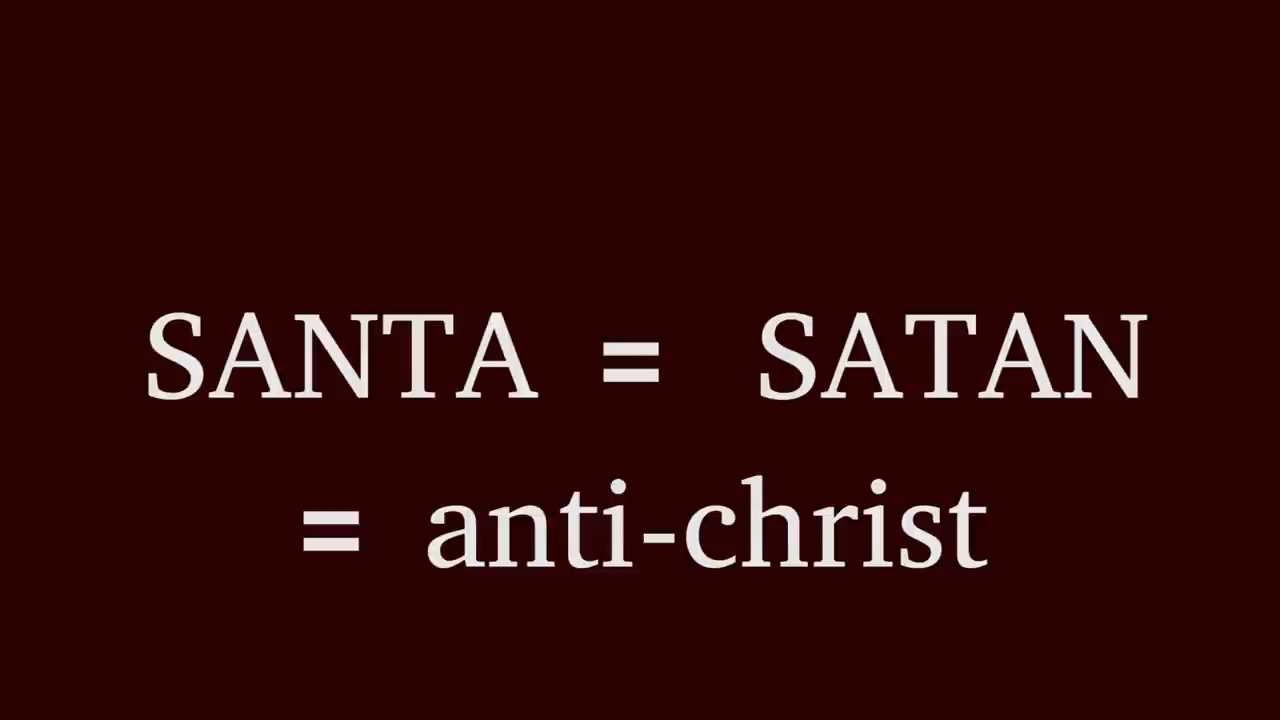 SANTA = SATAN
= anti-christ